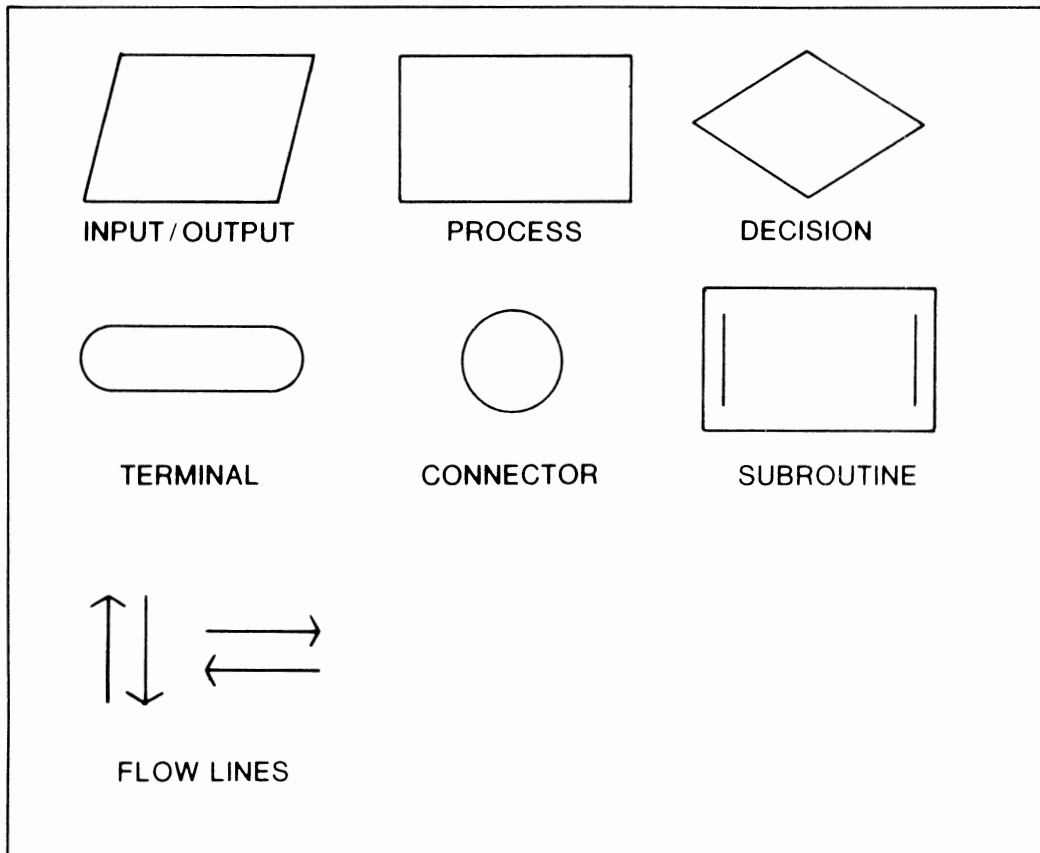 INPUT / OUTPUT
PROCESS
DECISION
TERMINAL
CONNECTOR
SUBROUTINE
FLOW LINES